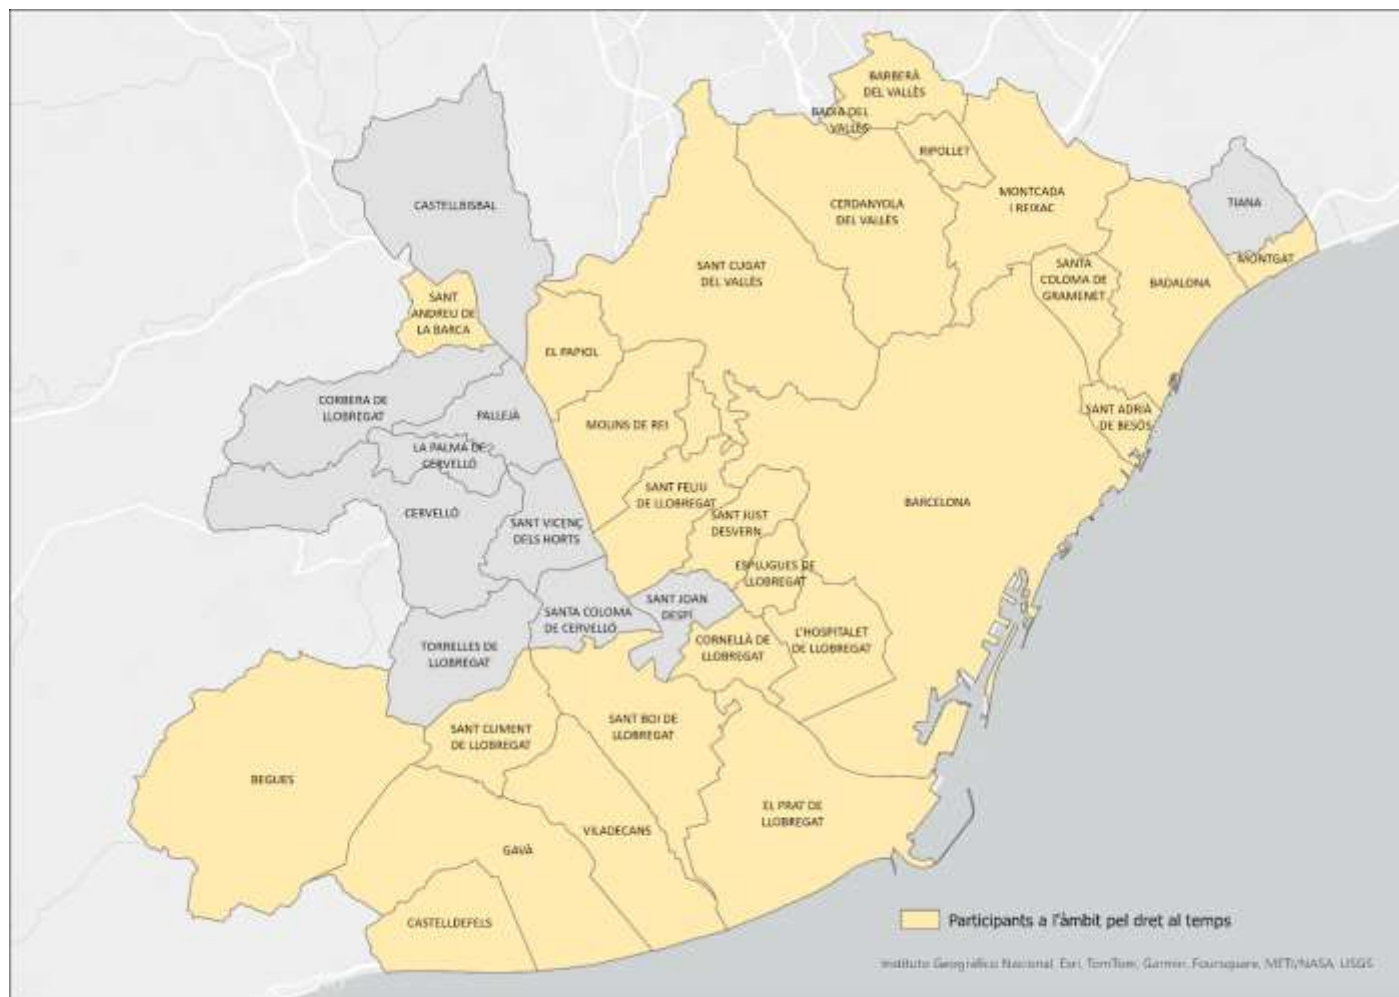 BARBERÀ
DEL VALLÈS
BADIA DEL
VALLÈS
RIPOLLET
CASTELLBISBAL
CERDANYOLA
DEL VALLÈS
MONTCADA
I REIXAC
TIANA
MONTGAT
SANT CUGAT
DEL VALLÈS
SANTA
COLOMA DE
GRAMENET
BADALONA
SANT
ANDREU DE
LA BARCA
EL PAPIOL
CORBERA DE
LLOBREGAT
PALLEJÀ
MOLINS DE REI
SANT ADRIÀ
DE BESÒS
LA PALMA DE
CERVELLÓ
CERVELLÓ
SANT VICENÇ
DELS HORTS
SANT FELIU
DE LLOBREGAT
SANT JUST
DESVERN
BARCELONA
ESPLUGUES DE
LLOBREGAT
SANTA COLOMA
DE CERVELLÓ
SANT JOAN
DESPÍ
TORRELLES DE
LLOBREGAT
CORNELLÀ DE
LLOBREGAT
L'HOSPITALET
DE LLOBREGAT
SANT CLIMENT
DE LLOBREGAT
SANT BOI DE
LLOBREGAT
BEGUES
EL PRAT DE
LLOBREGAT
VILADECANS
GAVÀ
CASTELLDEFELS
Participants a l'àmbit pel dret al temps
Instituto Geográfico Nacional, Esri, TomTom, Garmin, Foursquare, METI/NASA, USGS